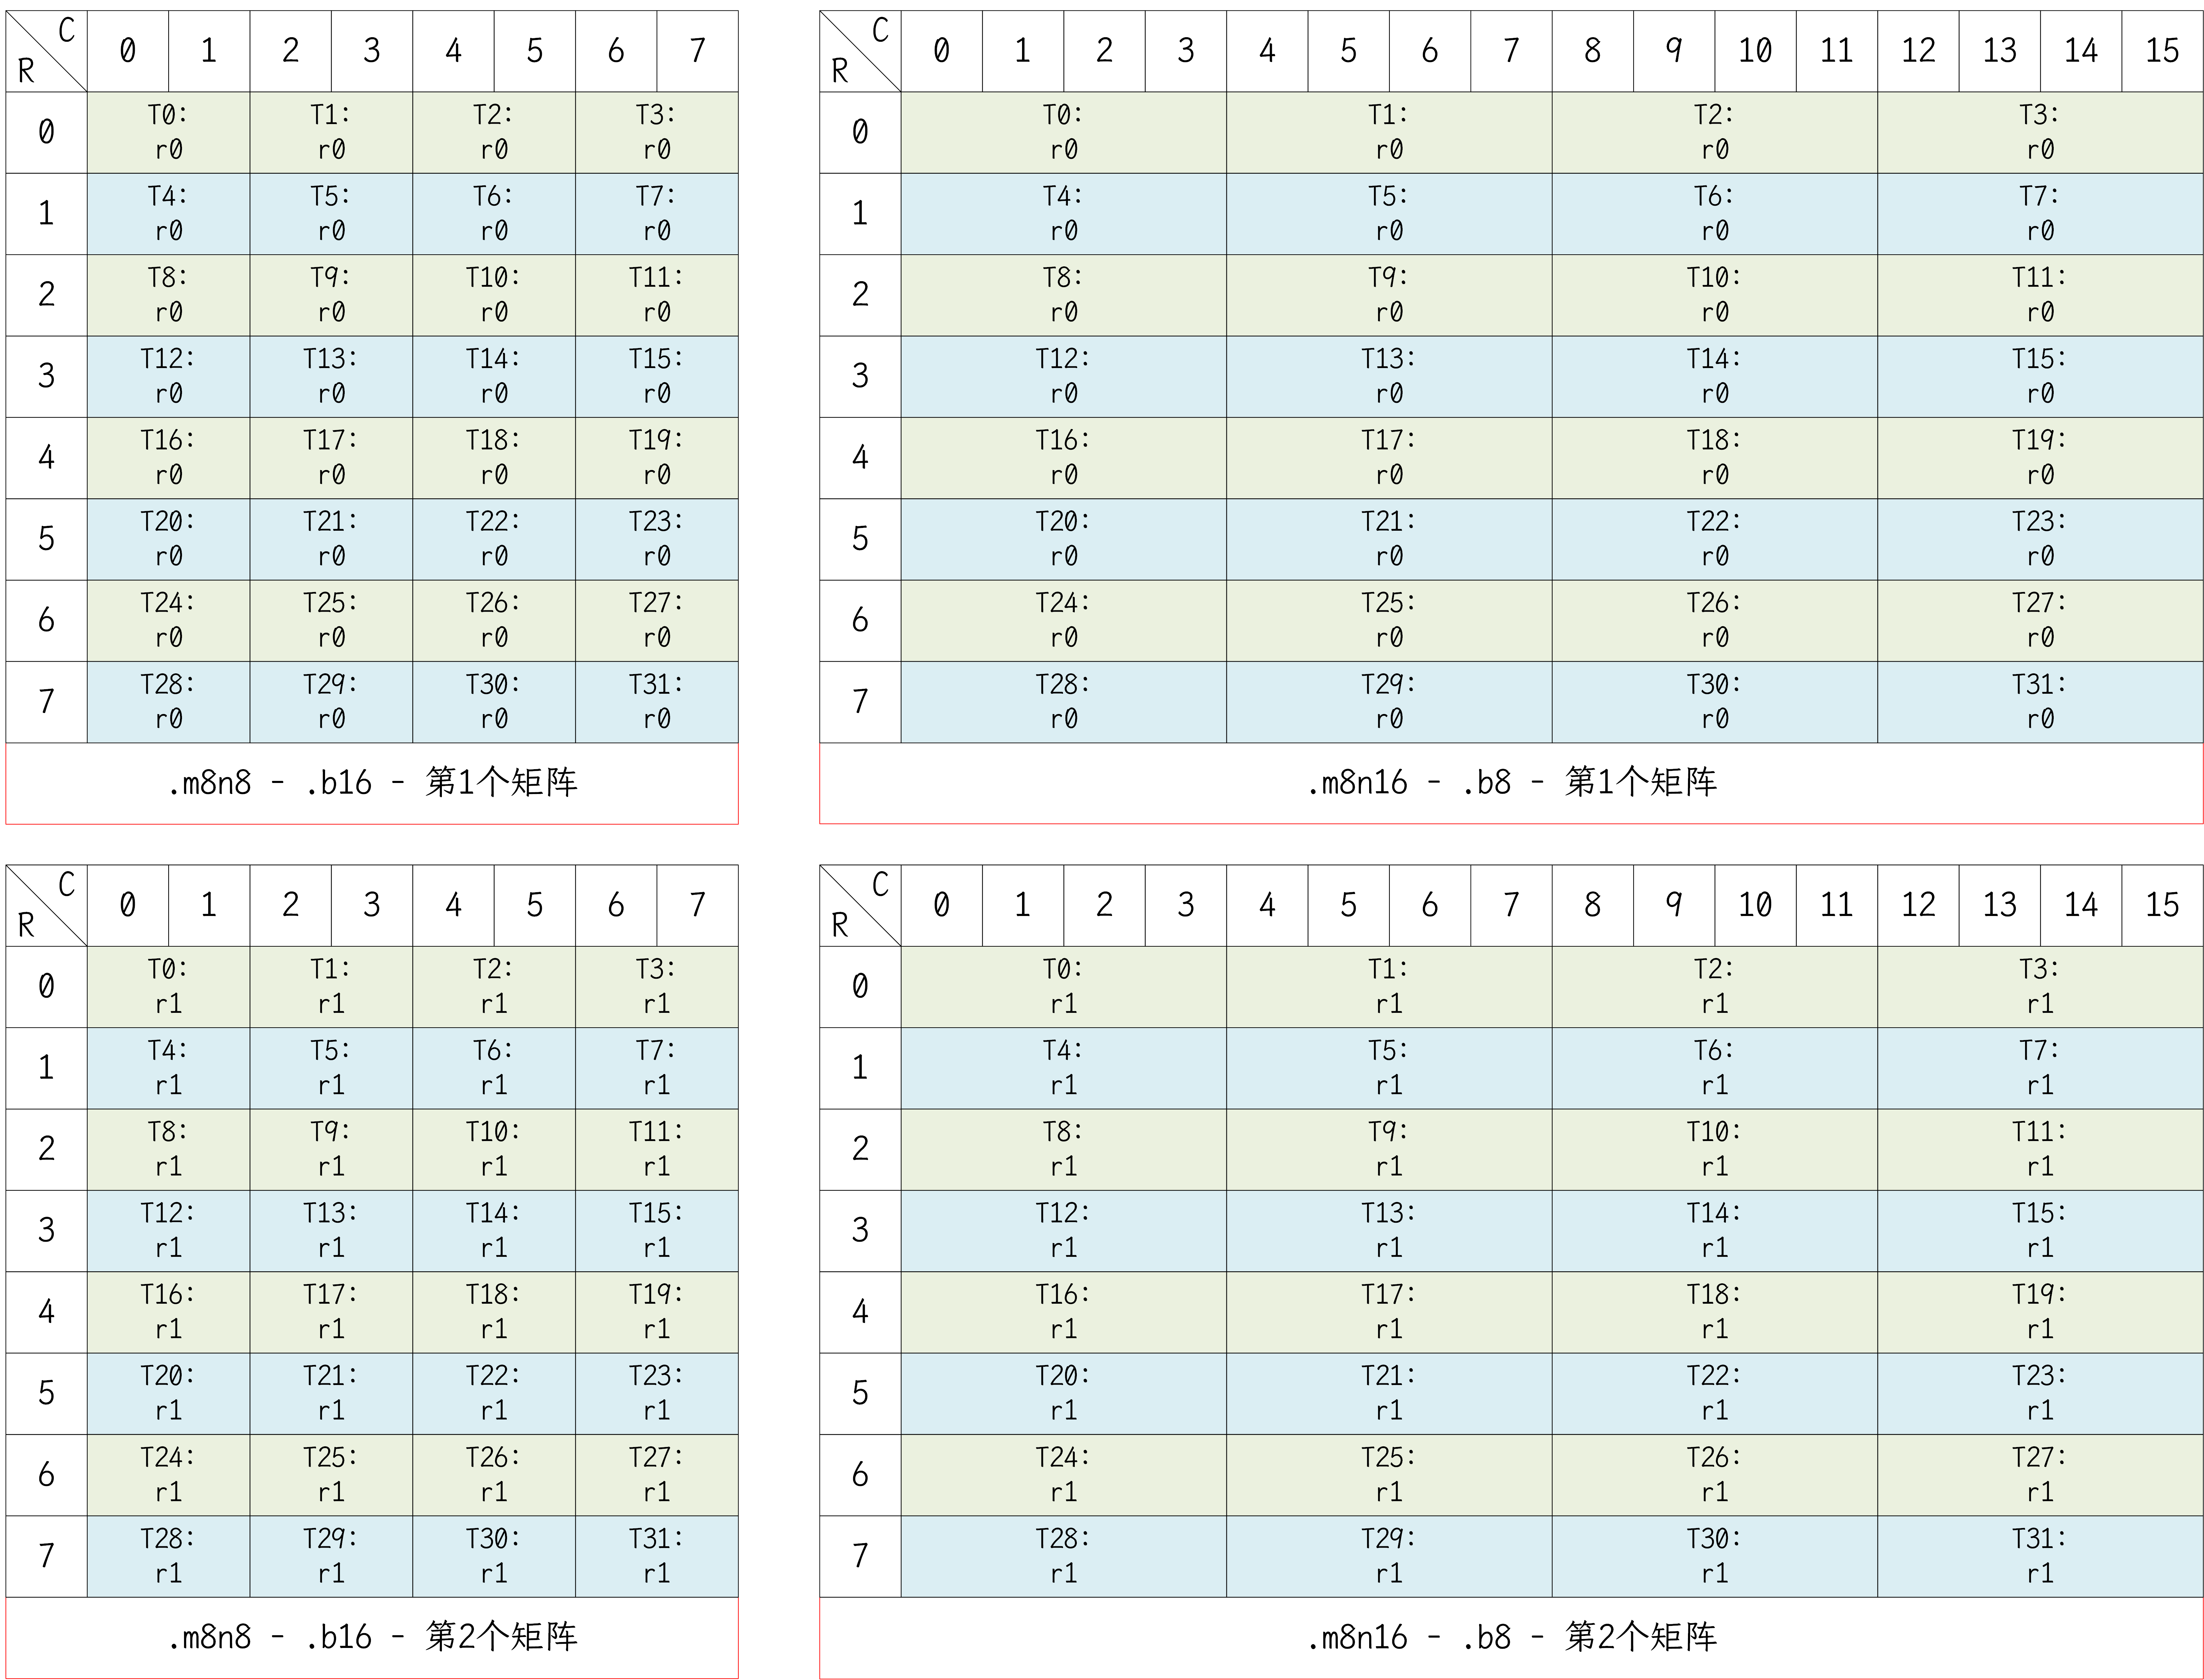 C 0 1 2 3 4 5 6 7
R
0 T0: T1: T2: T3:
r0 r0 r0 r0
1 T4: T5: T6: T7:
r0 r0 r0 r0
2 T8: T9: T10: T11:
r0 r0 r0 r0
3 T12: T13: T14: T15:
r0 r0 r0 r0
4 T16: T17: T18: T19:
r0 r0 r0 r0
5 T20: T21: T22: T23:
r0 r0 r0 r0
6 T24: T25: T26: T27:
r0 r0 r0 r0
7 T28: T29: T30: T31:
r0 r0 r0 r0
.m8n8 - .b16 - 第1个矩阵
C 0 1 2 3 4 5 6 7 8 9 10 11 12 13 14 15
R
0 T0: T1: T2: T3:
r0 r0 r0 r0
1 T4: T5: T6: T7:
r0 r0 r0 r0
2 T8: T9: T10: T11:
r0 r0 r0 r0
3 T12: T13: T14: T15:
r0 r0 r0 r0
4 T16: T17: T18: T19:
r0 r0 r0 r0
5 T20: T21: T22: T23:
r0 r0 r0 r0
6 T24: T25: T26: T27:
r0 r0 r0 r0
7 T28: T29: T30: T31:
r0 r0 r0 r0
.m8n16 - .b8 - 第1个矩阵
C 0 1 2 3 4 5 6 7
R
0 T0: T1: T2: T3:
r1 r1 r1 r1
1 T4: T5: T6: T7:
r1 r1 r1 r1
2 T8: T9: T10: T11:
r1 r1 r1 r1
3 T12: T13: T14: T15:
r1 r1 r1 r1
4 T16: T17: T18: T19:
r1 r1 r1 r1
5 T20: T21: T22: T23:
r1 r1 r1 r1
6 T24: T25: T26: T27:
r1 r1 r1 r1
7 T28: T29: T30: T31:
r1 r1 r1 r1
.m8n8 - .b16 - 第2个矩阵
C 0 1 2 3 4 5 6 7 8 9 10 11 12 13 14 15
R
0 T0: T1: T2: T3:
r1 r1 r1 r1
1 T4: T5: T6: T7:
r1 r1 r1 r1
2 T8: T9: T10: T11:
r1 r1 r1 r1
3 T12: T13: T14: T15:
r1 r1 r1 r1
4 T16: T17: T18: T19:
r1 r1 r1 r1
5 T20: T21: T22: T23:
r1 r1 r1 r1
6 T24: T25: T26: T27:
r1 r1 r1 r1
7 T28: T29: T30: T31:
r1 r1 r1 r1
.m8n16 - .b8 - 第2个矩阵